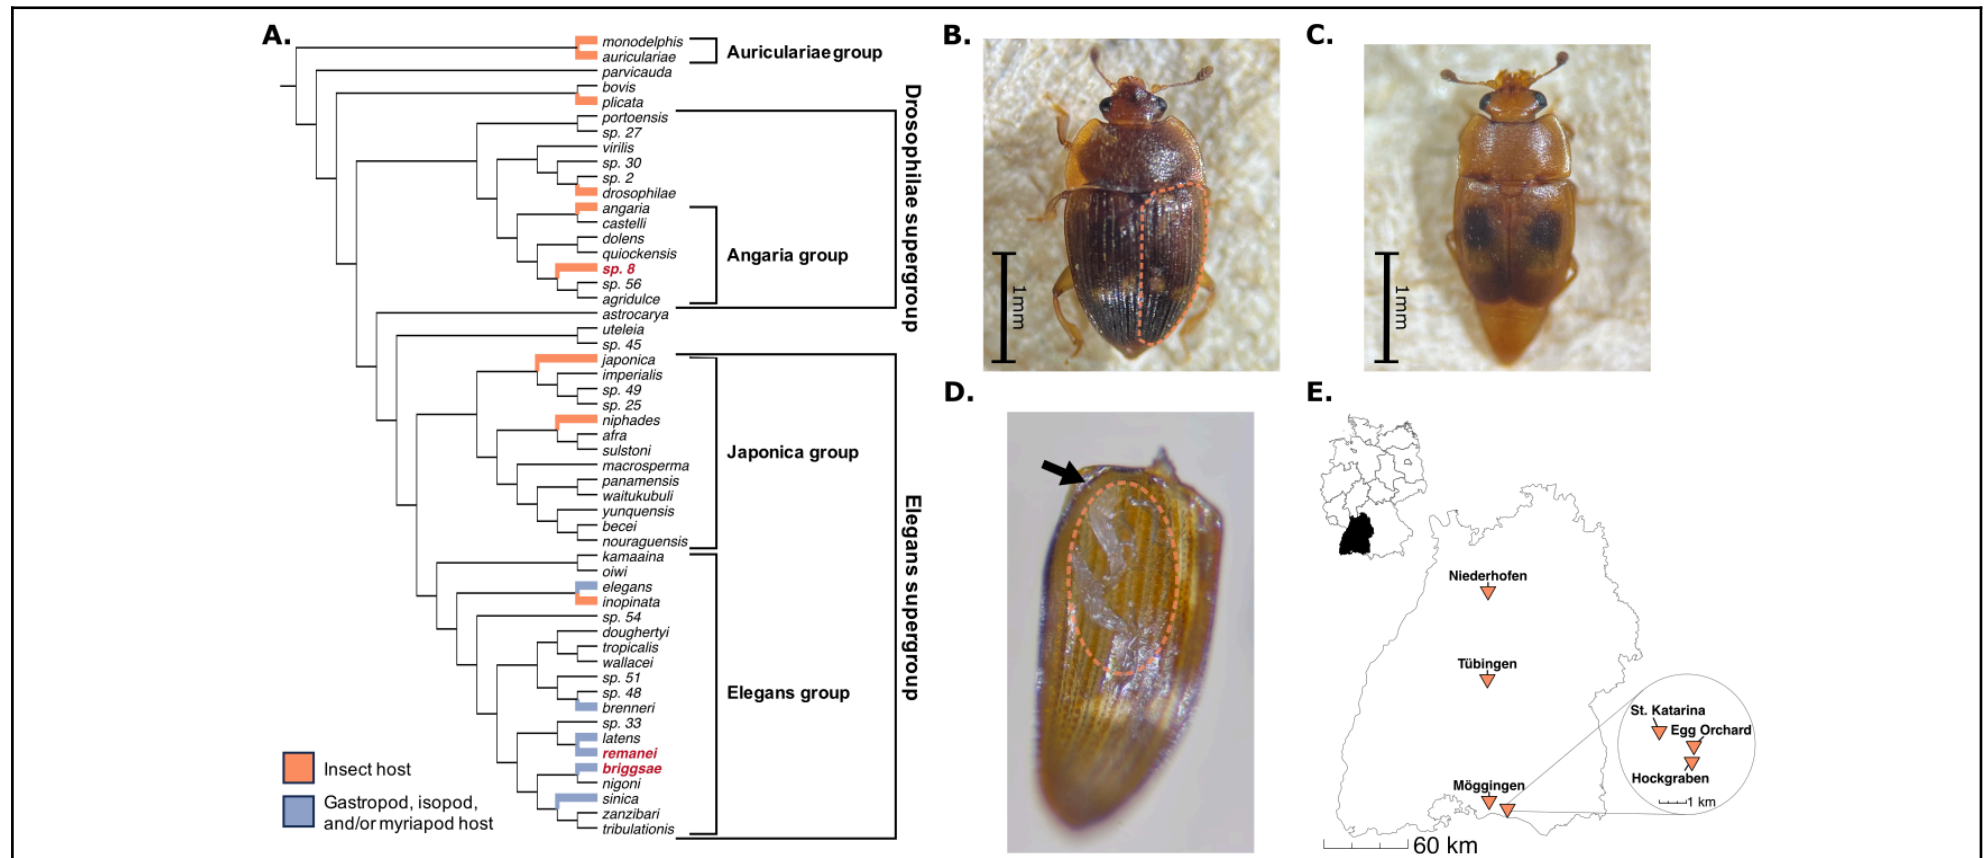 A.
monodelphis
auriculariae
Auriculariae group
parvicauda
bovis
plicata
portoensis
sp. 27
virilis
sp. 30
sp. 2
drosophilae
angaria
castelli
dolens
quiockensis
sp. 8
sp. 56
agridulce
Angaria group
Drosophilae supergroup
astrocarya
uteleia
sp. 45
japonica
imperialis
sp. 49
sp. 25
niphades
afra
sulstoni
macrosperma
panamensis
waitukubuli
yunquensis
becei
nouraguensis
Japonica group
kamaaina
oiwi
elegans
inopinata
sp. 54
doughertyi
tropicalis
wallacei
sp. 51
sp. 48
brenneri
sp. 33
latens
remanei
briggsae
nigoni
sinica
zanzibari
tribulationis
Elegans group
Elegans supergroup
Insect host
Gastropod, isopod,
and/or myriapod host
B.
1mm
C.
1mm
D.
E.
Niederhofen
Tübingen
St. Katarina
Egg Orchard
Hockgraben
1 km
Möggingen
60 km